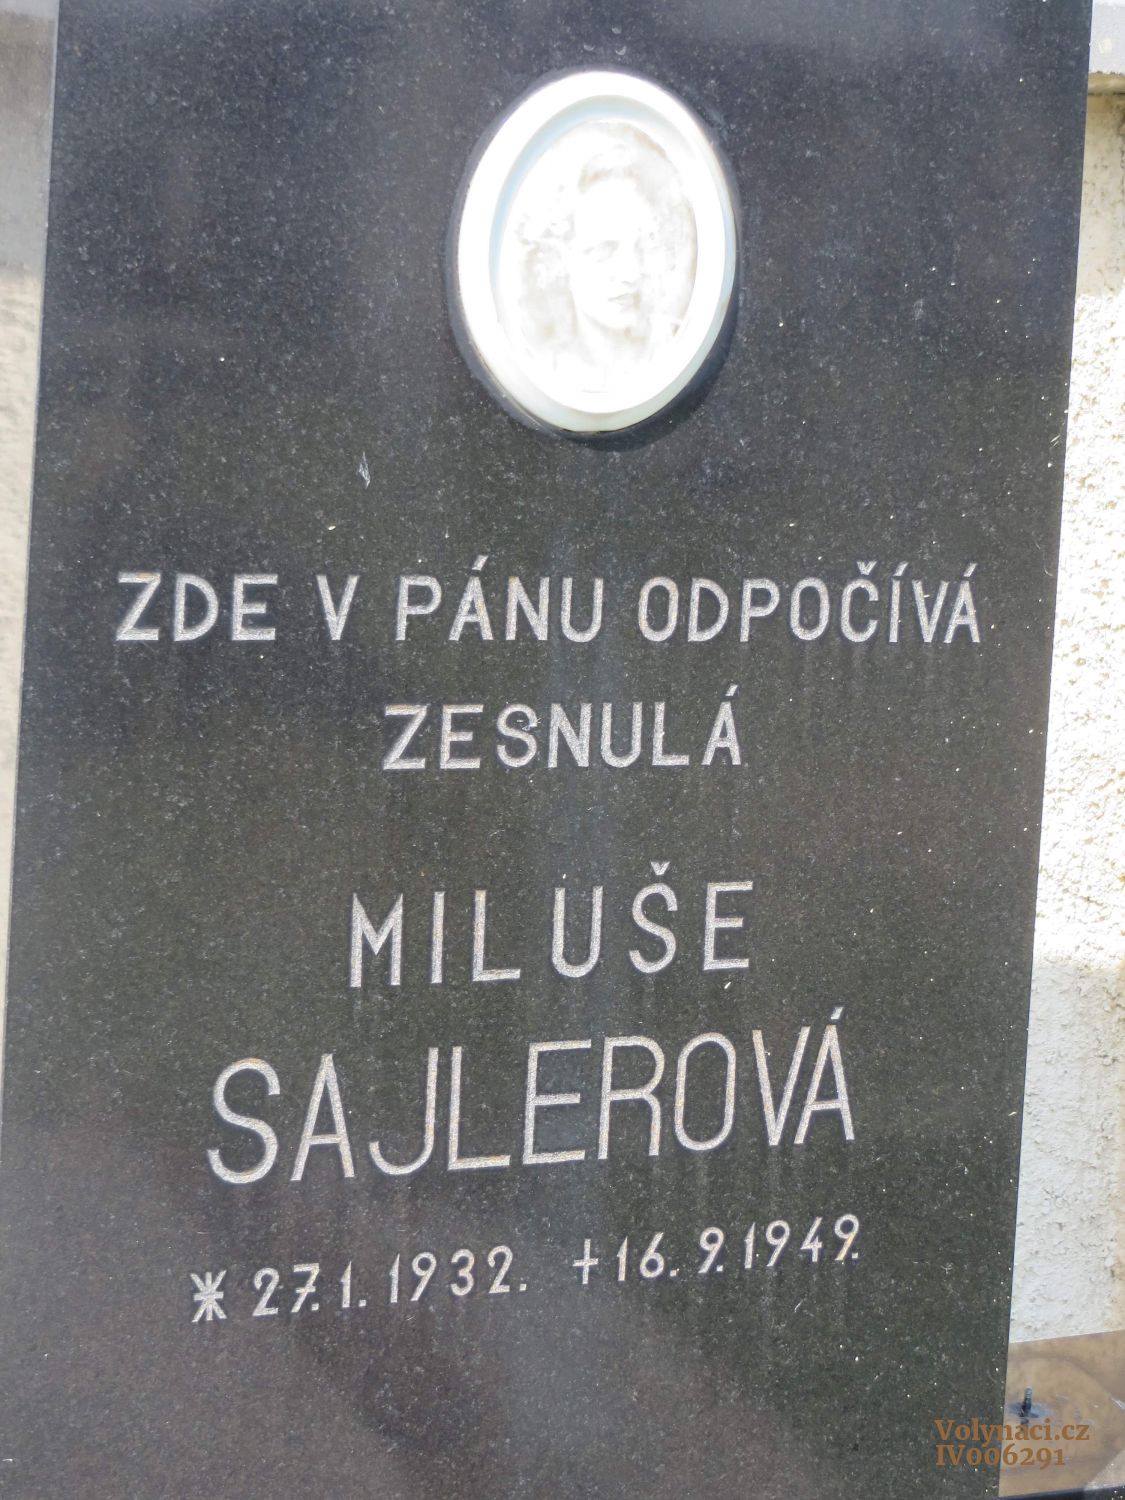 ZDE V PÁNU ODPOČÍVÁ
ZESNULÁ
MILUŠE
SAJLEROVÁ
* 27.1.1932. +16.9.1949.
Volynaci.cz
IV006291